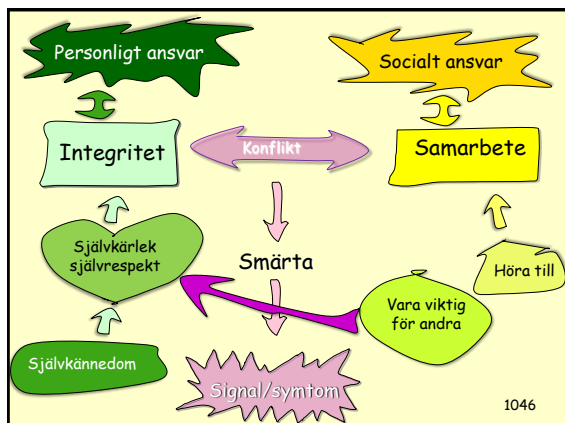 Personligt ansvar
Socialt ansvar
Integritet
Konflikt
Samarbete
Självkärlek
självrespekt
Smärta
Höra till
Vara viktig
för andra
Självkännedom
Signal/symtom
1046